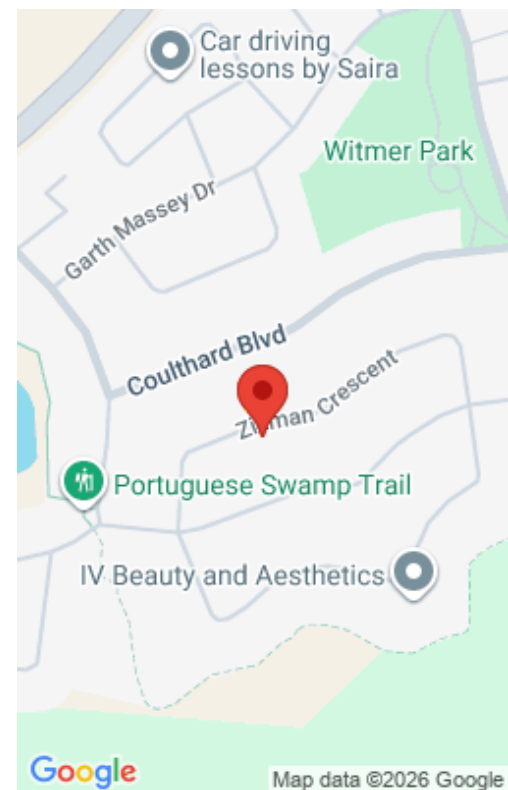 Car driving
lessons by Saira
Witmer Park
Garth Massey Dr
Coulthard Blvd
man Crescent
Portuguese Swamp Trail
IV Beauty and Aesthetics
Google
Map data ©2026 Google